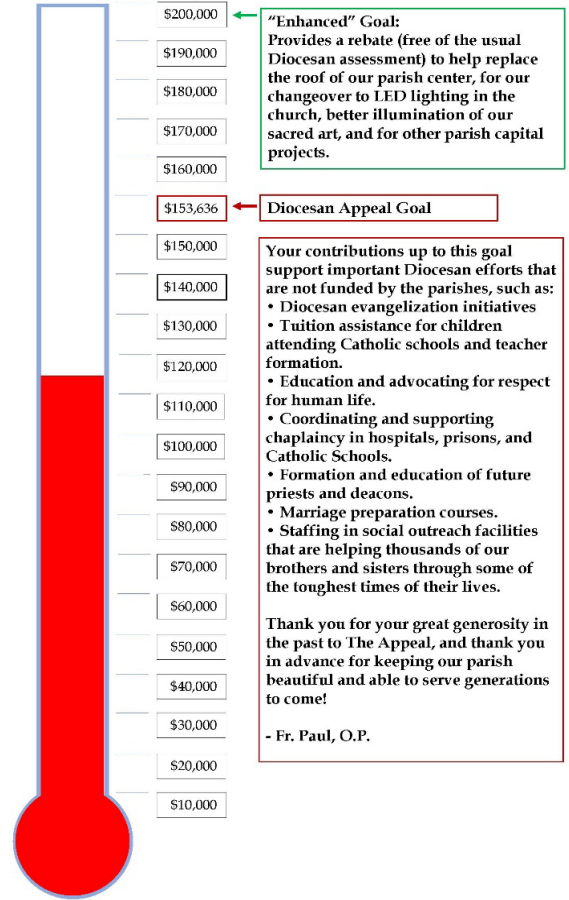 $200,000
"Enhanced" Goal:
Provides a rebate (free of the usual
Diocesan assessment) to help replace
the roof of our parish center, for our
changeover to LED lighting in the
church, better illumination of our
sacred art, and for other parish capital
projects.
$190,000
$180,000
$170,000
$160,000
$153,636
Diocesan Appeal Goal
$150,000
$140,000
$130,000
$120,000
$110,000
$100,000
$90,000
$80,000
$70,000
$60,000
$50,000
$40,000
$30,000
$20,000
$10,000
Your contributions up to this goal
support important Diocesan efforts that
are not funded by the parishes, such as:
• Diocesan evangelization initiatives
• Tuition assistance for children
attending Catholic schools and teacher
formation.
• Education and advocating for respect
for human life.
• Coordinating and supporting
chaplaincy in hospitals, prisons, and
Catholic Schools.
• Formation and education of future
priests and deacons.
• Marriage preparation courses.
• Staffing in social outreach facilities
that are helping thousands of our
brothers and sisters through some of
the toughest times of their lives.
Thank you for your great generosity in
the past to The Appeal, and thank you
in advance for keeping our parish
beautiful and able to serve generations
to come!
- Fr. Paul, O.P.